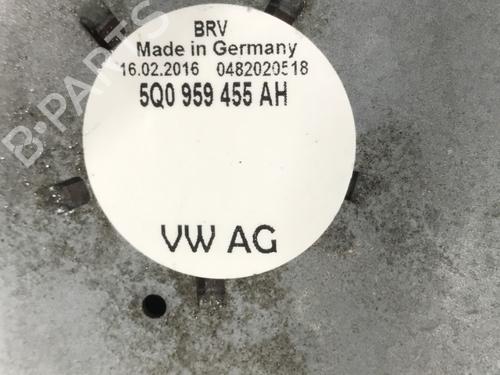 BRV
Made in Germany
16.02.2016 0482020518
5Q0 959 455 AH
VW AG
B-PARTS